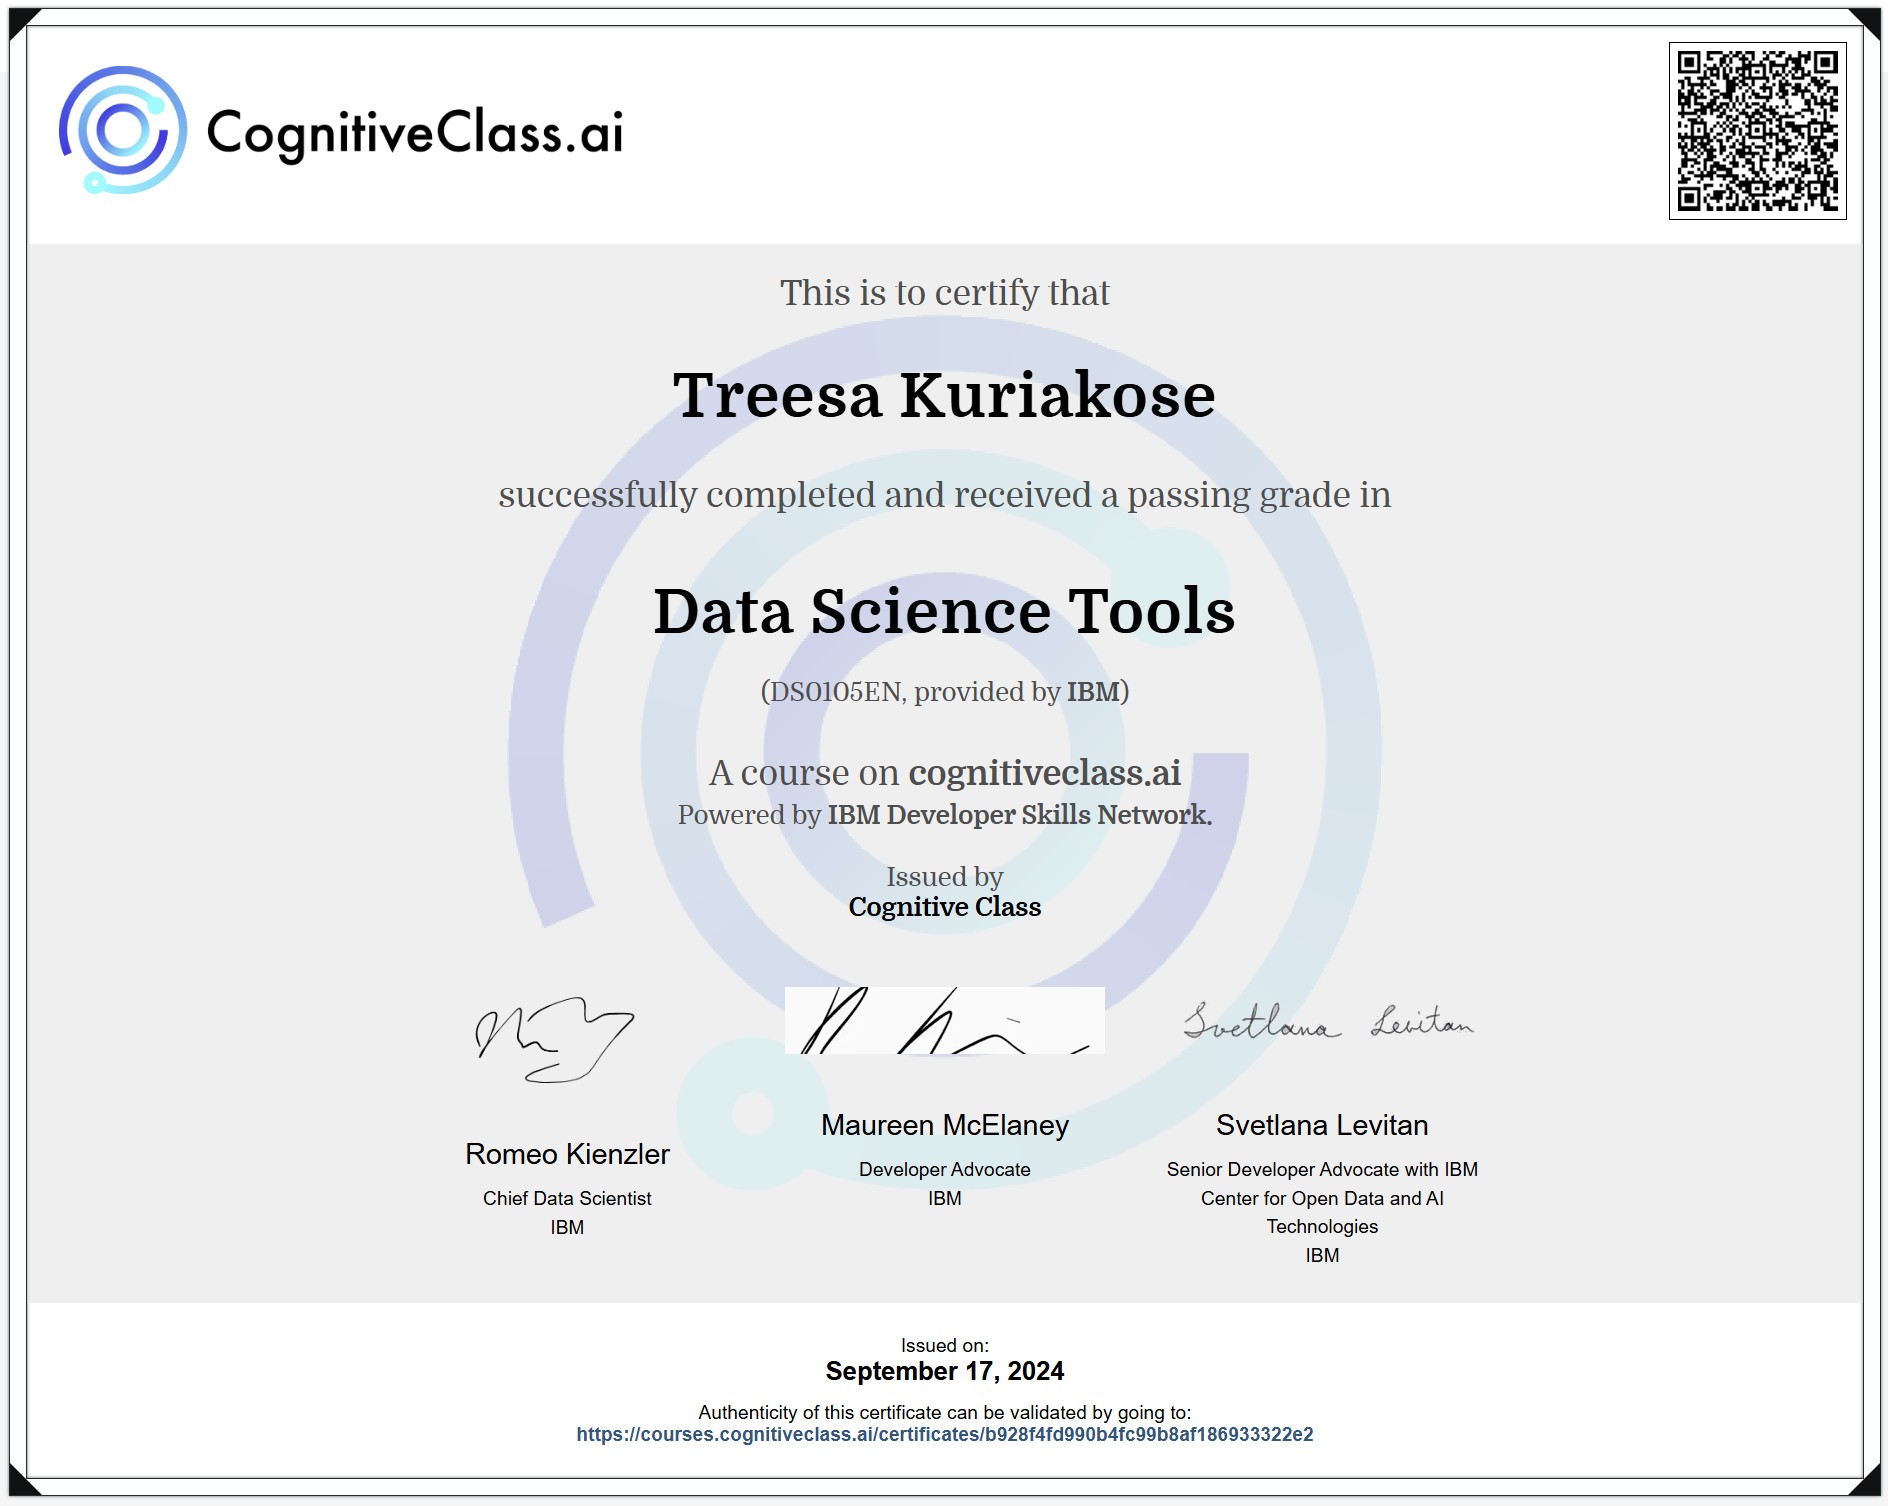 CognitiveClass.ai
This is to certify that
Treesa Kuriakose
successfully completed and received a passing grade in
Data Science Tools
(DS0105EN, provided by IBM)
A course on cognitiveclass.ai
Powered by IBM Developer Skills Network.
Issued by
Cognitive Class
Svetlana Levitan
Romeo Kienzler
Chief Data Scientist
IBM
Maureen McElaney
Developer Advocate
IBM
Svetlana Levitan
Senior Developer Advocate with IBM
Center for Open Data and AI
Technologies
IBM
Issued on:
September 17, 2024
Authenticity of this certificate can be validated by going to:
https://courses.cognitiveclass.ai/certificates/b928f4fd990b4fc99b8af186933322e2